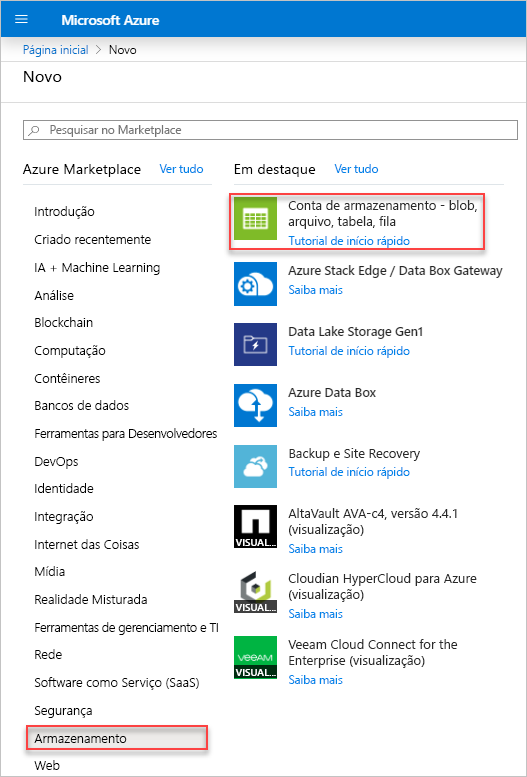 Microsoft Azure
Página inicial > Novo
Novo
Pesquisar no Marketplace
Azure Marketplace Ver tudo
Introdução
Criado recentemente
IA + Machine Learning
Análise
Blockchain
Computação
Contêineres
Bancos de dados
Ferramentas para Desenvolvedores
DevOps
Identidade
Integração
Internet das Coisas
Mídia
Realidade Misturada
Ferramentas de gerenciamento e TI
Rede
Software como Serviço (SaaS)
Segurança
Armazenamento
Web
Em destaque Ver tudo
Conta de armazenamento - blob,
arquivo, tabela, fila
Tutorial de início rápido
Azure Stack Edge / Data Box Gateway
Saiba mais
Data Lake Storage Gen1
Tutorial de início rápido
Azure Data Box
Saiba mais
Backup e Site Recovery
Tutorial de início rápido
VISUAL...
AltaVault AVA-c4, versão 4.4.1
(visualização)
Saiba mais
VISUAL...
Cloudian HyperCloud para Azure
(visualização)
Saiba mais
veeAM
VISUAL...
Veeam Cloud Connect for the
Enterprise (visualização)
Saiba mais